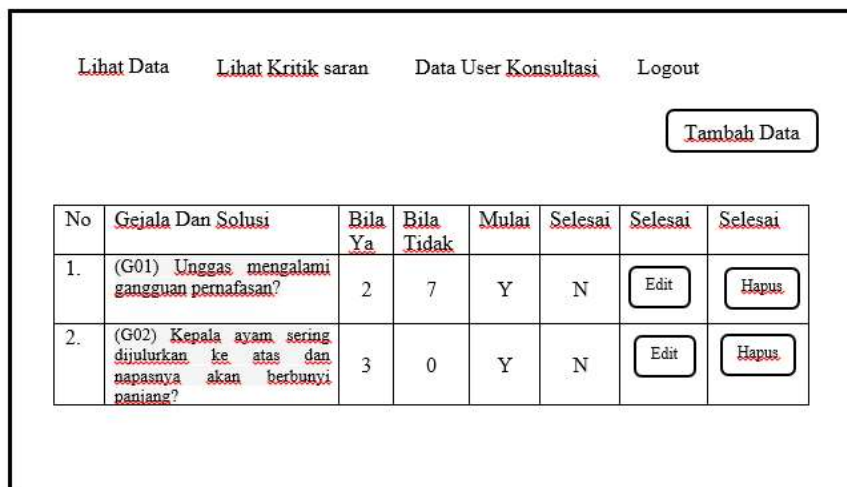 Lihat Data Lihat Kritik saran Data User Konsultasi Logout
Tambah Data
No Gejala Dan Solusi Bila Ya Bila Tidak Mulai Selesai Selesai Selesai
1. (G01) Unggas mengalami
gangguan pernafasan? 2 7 Y N Edit Hapus
2. (G02) Kepala ayam sering
dijulurkan ke atas dan
napasnya akan berbunyi
panjang? 3 0 Y N Edit Hapus